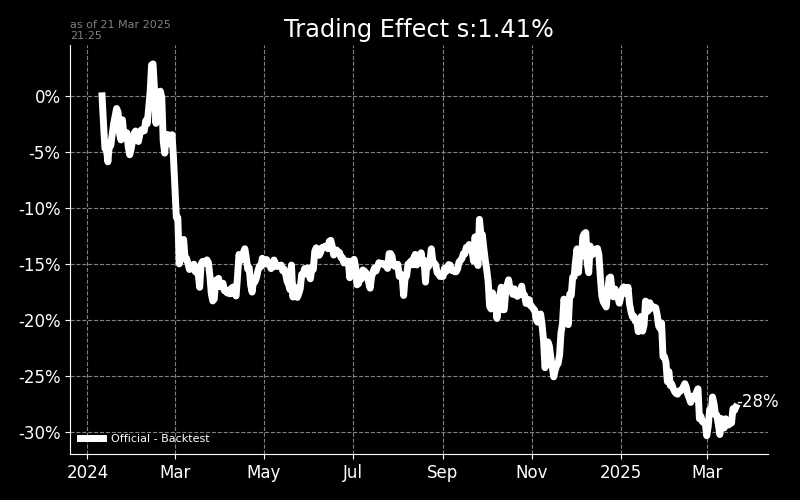 as of 21 Mar 2025
21:25
Trading Effect s:1.41%
0%
-5%
-10%
-15%
-20%
-25%
-30%
-28%
Official - Backtest
2024
Mar
May
Jul
Sep
Nov
2025
Mar